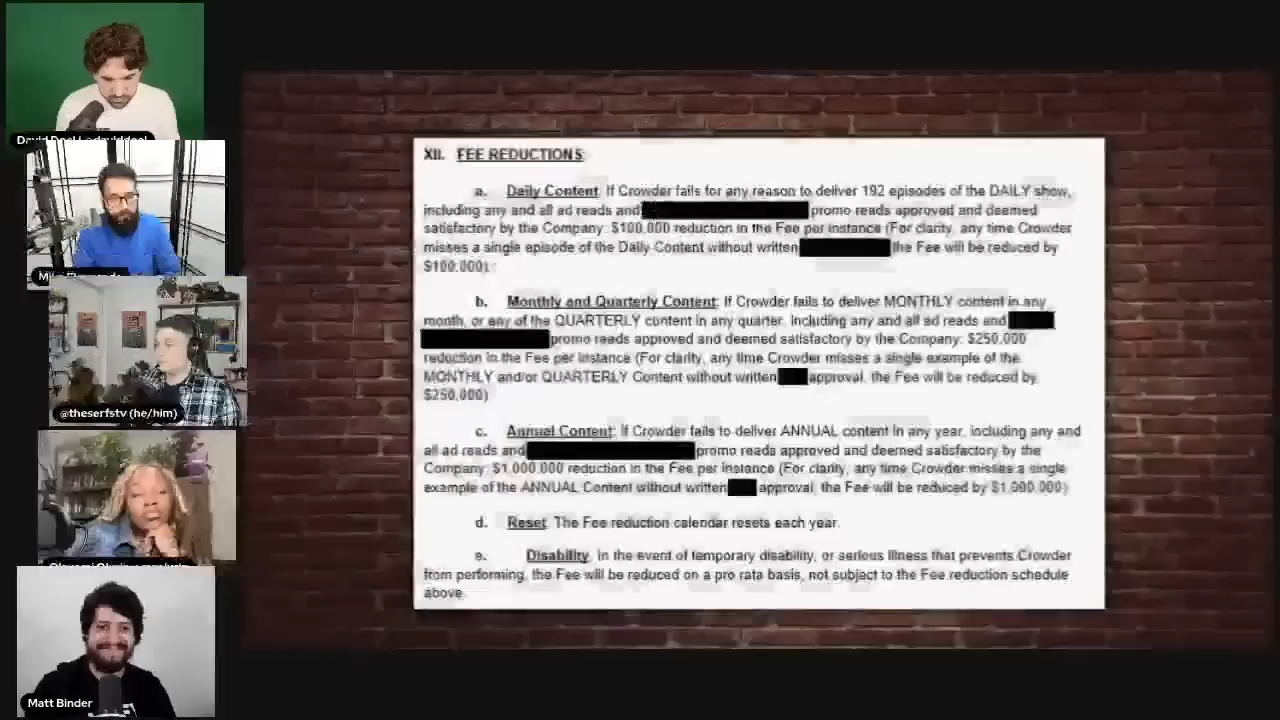 XII. FEE REDUCTIONS:
a. Daily Content: If Crowder fails for any reason to deliver 192 episodes of the DAILY show,
including any and all ad reads and promo reads approved and deemed
satisfactory by the Company: $100,000 reduction in the Fee per instance (For clarity, any time Crowder
misses a single episode of the Daily Content without written the Fee will be reduced by
$100,000).
b. Monthly and Quarterly Content: If Crowder fails to deliver MONTHLY content in any
month, or any of the QUARTERLY content in any quarter, including any and all ad reads and
promo reads approved and deemed satisfactory by the Company: $250,000
reduction in the Fee per instance (For clarity, any time Crowder misses a single example of the
MONTHLY and/or QUARTERLY Content without written approval, the Fee will be reduced by
$250,000)
c. Annual Content: If Crowder fails to deliver ANNUAL content in any year, including any and
all ad reads and promo reads approved and deemed satisfactory by the
Company: $1,000,000 reduction in the Fee per instance (For clarity, any time Crowder misses a single
example of the ANNUAL Content without written approval, the Fee will be reduced by $1,000,000)
d. Reset: The Fee reduction calendar resets each year.
e. Disability: In the event of temporary disability, or serious illness that prevents Crowder
from performing, the Fee will be reduced on a pro rata basis, not subject to the Fee reduction schedule
above.
@theserfstv (he/him)
Matt Binder